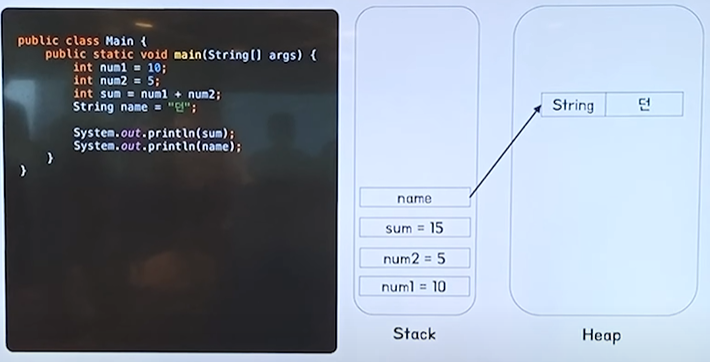 public class Main {
    public static void main(String[] args) {
        int num1 = 10;
        int num2 = 5;
        int sum = num1 + num2;
        String name = "던";

        System.out.println(sum);
        System.out.println(name);
    }
}
name
sum = 15
num2 = 5
num1 = 10
Stack
String 던
Heap